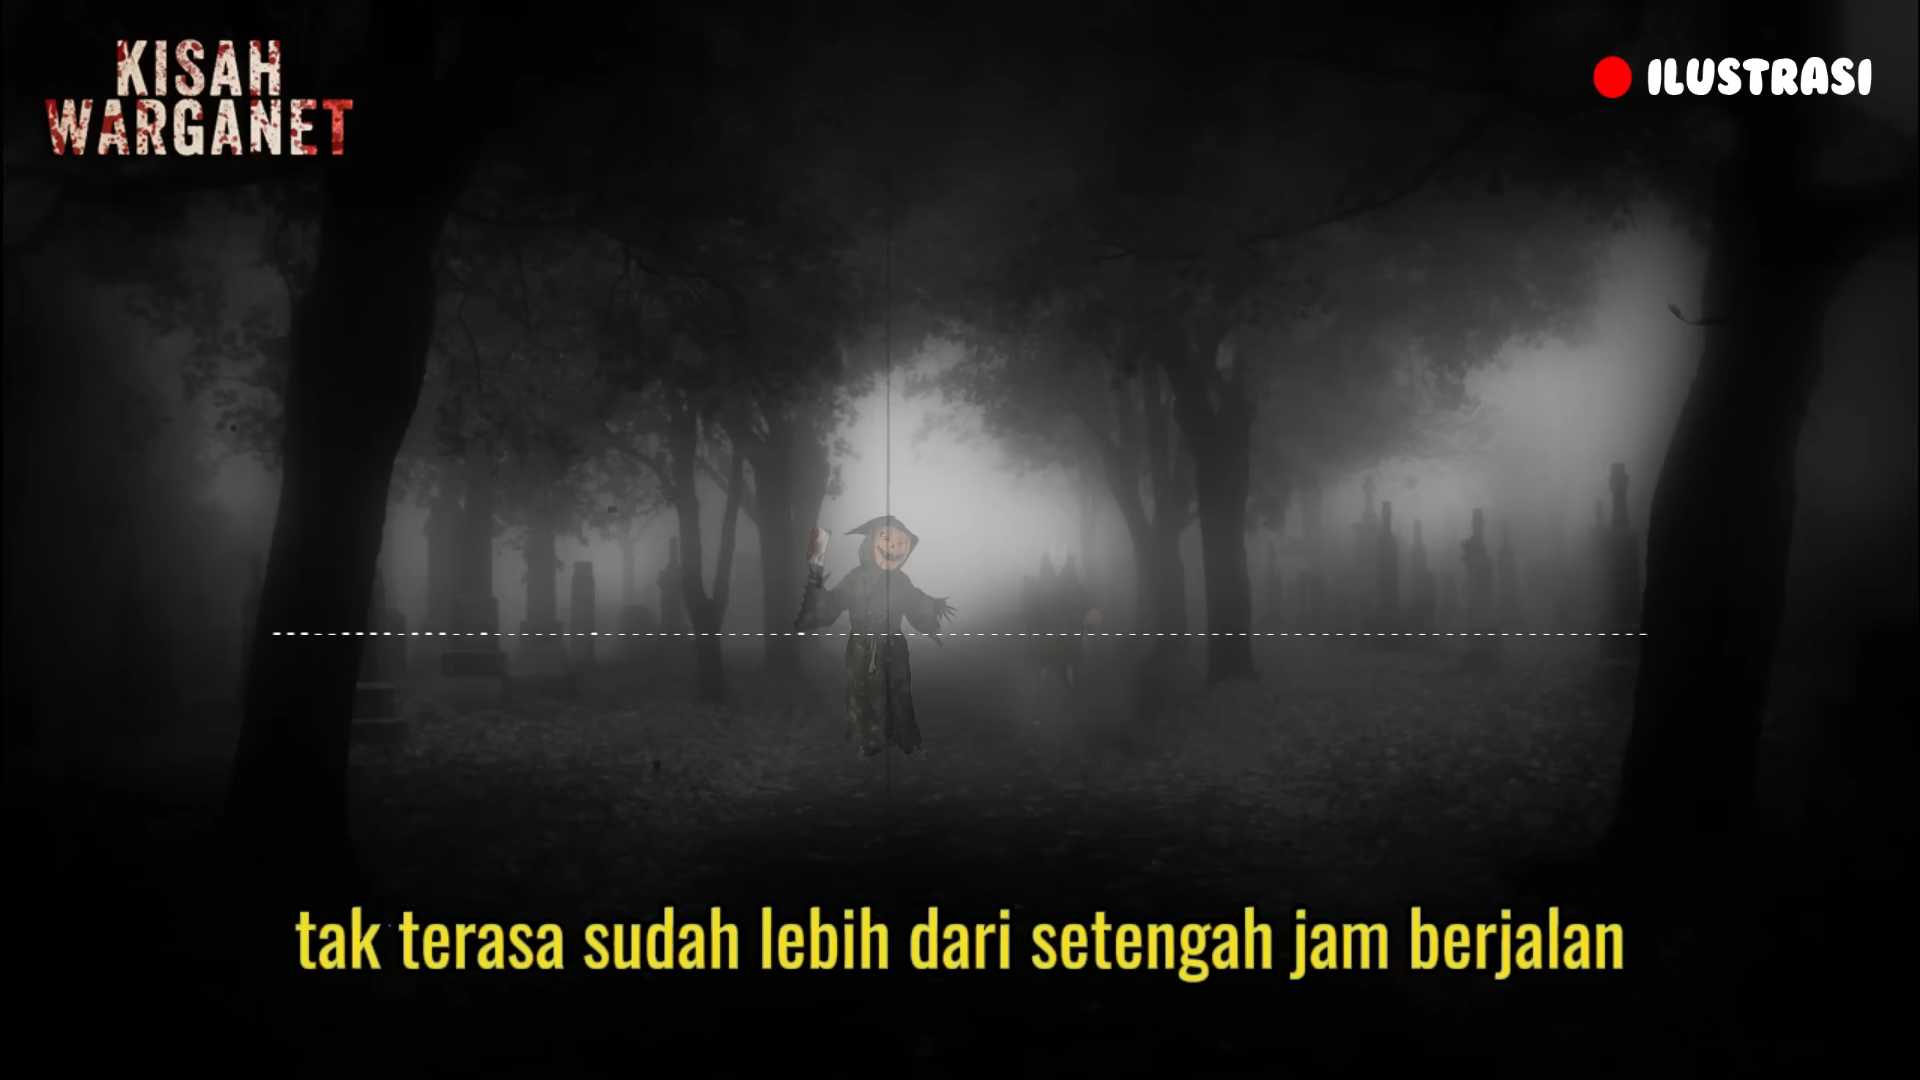 KISAH
WARGANET
ILUSTRASI
tak terasa sudah lebih dari setengah jam berjalan